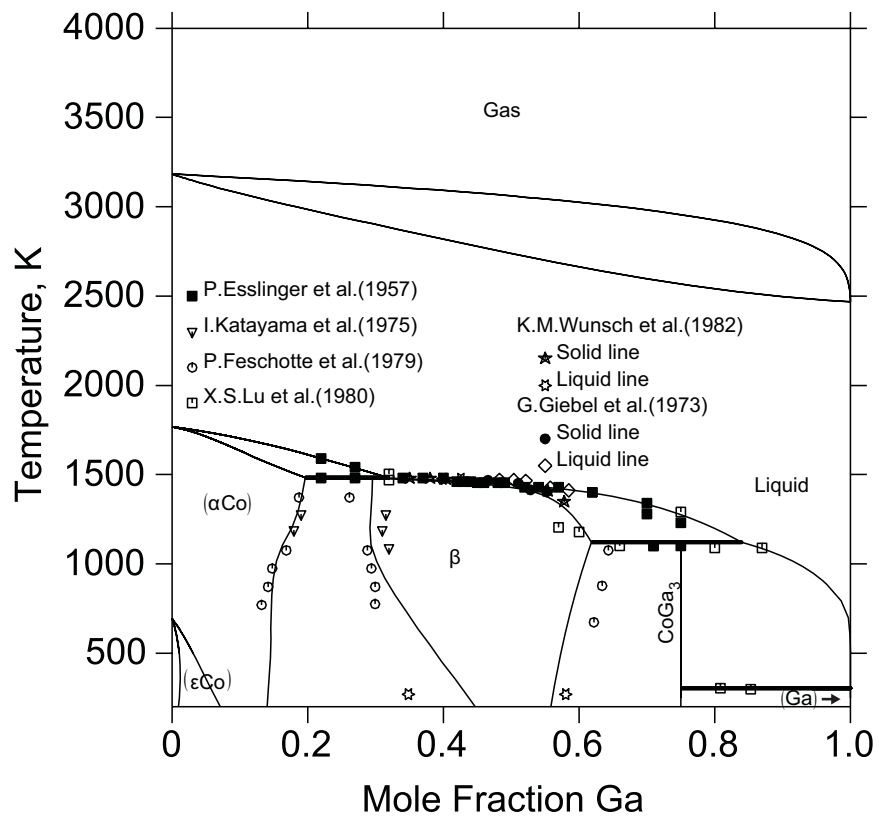 4000
3500
3000
2500
2000
1500
1000
500
Temperature, K
Gas
P.Esslinger et al.(1957)
I.Katayama et al.(1975)
P.Feschotte et al.(1979)
X.S.Lu et al.(1980)
K.M.Wunsch et al.(1982)
Solid line
Liquid line
G.Giebel et al.(1973)
Solid line
Liquid line
Liquid
(αCo)
β
CoGa3
(εCo)
(Ga)
0 0.2 0.4 0.6 0.8 1.0
Mole Fraction Ga